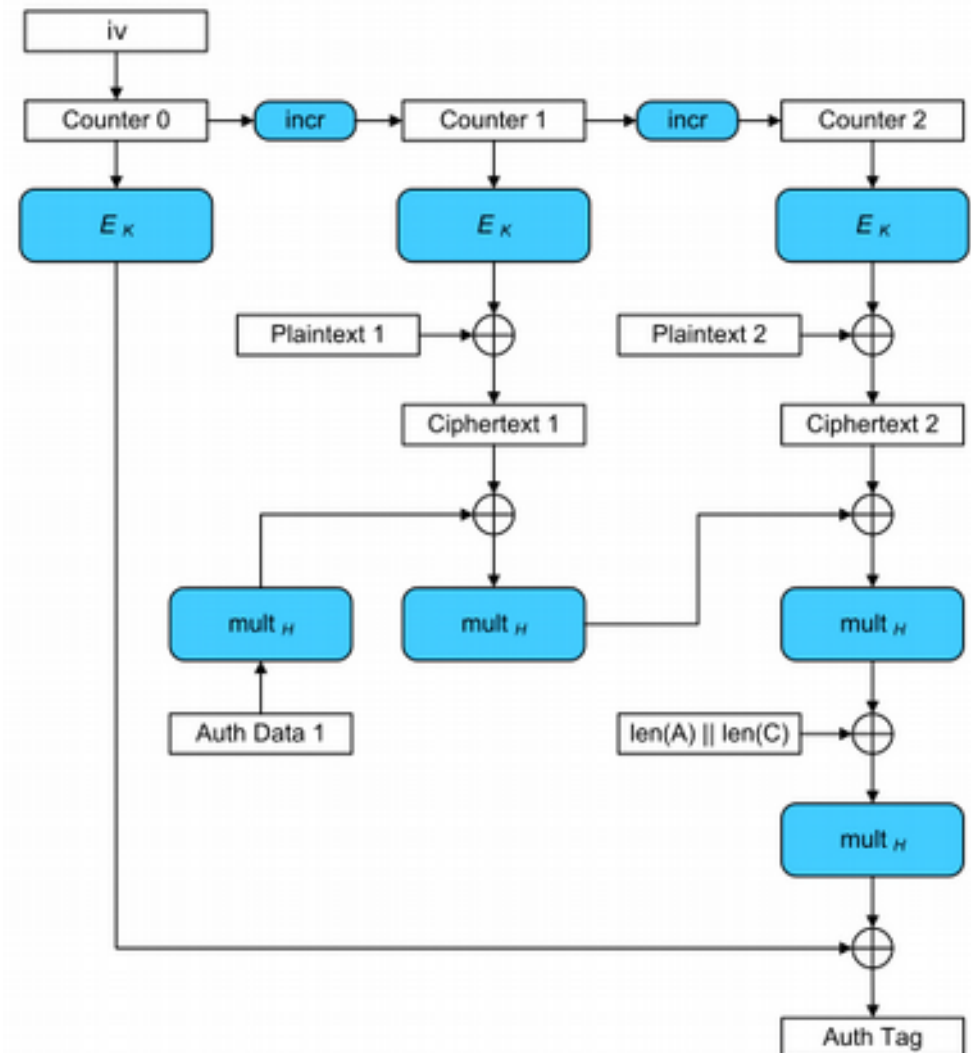 iv
Counter 0
incr
Counter 1
incr
Counter 2
E K
E K
E K
Plaintext 1
Plaintext 2
Ciphertext 1
Ciphertext 2
mult H
mult H
mult H
Auth Data 1
len(A) || len(C)
mult H
Auth Tag